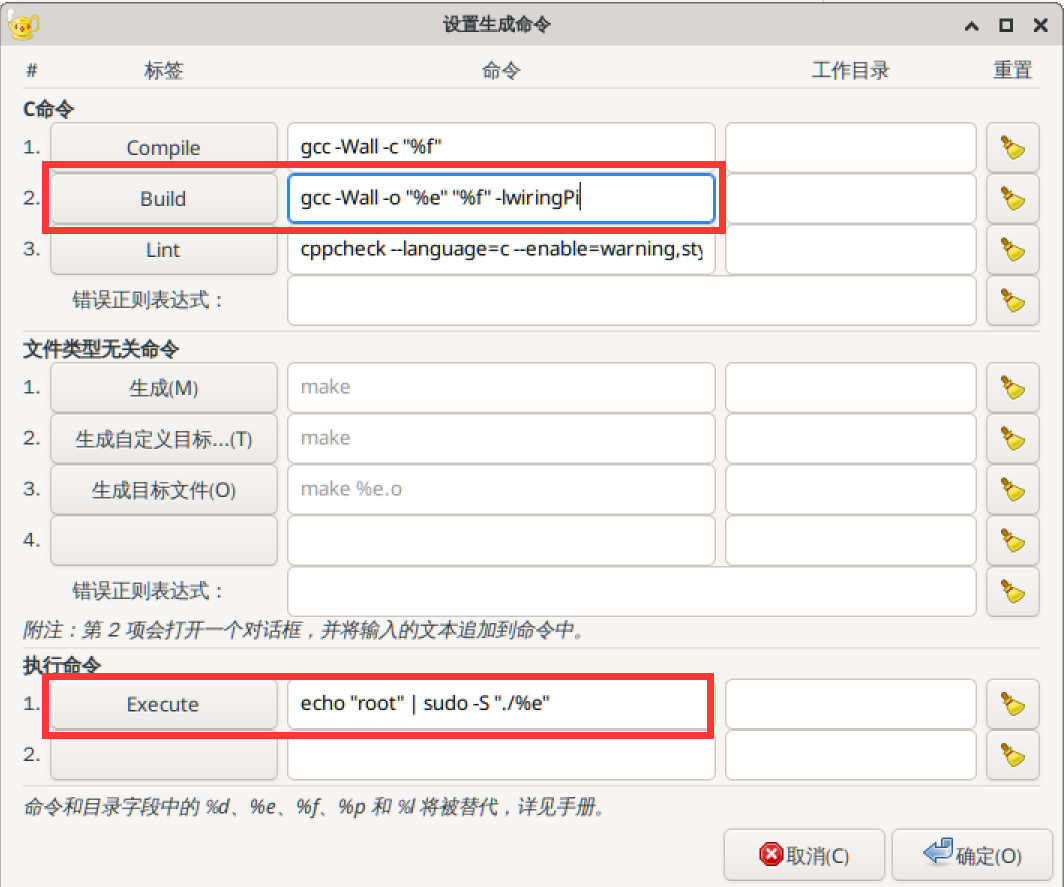 设置生成命令
# 标签 命令 工作目录 重置
C命令
1. Compile gcc -Wall -c "%f"
2. Build gcc -Wall -o "%e" "%f" -lwiringPi
3. Lint cppcheck --language=c --enable=warning,sty
错误正则表达式：
文件类型无关命令
1. 生成(M) make
2. 生成自定义目标...(T) make
3. 生成目标文件(O) make %e.o
4.
错误正则表达式：
附注：第 2 项会打开一个对话框，并将输入的文本追加到命令中。
执行命令
1. Execute echo "root" | sudo -S "./%e"
2.
命令和目录字段中的 %d、%e、%f、%p 和 %l 将被替代，详见手册。
取消(C) 确定(O)